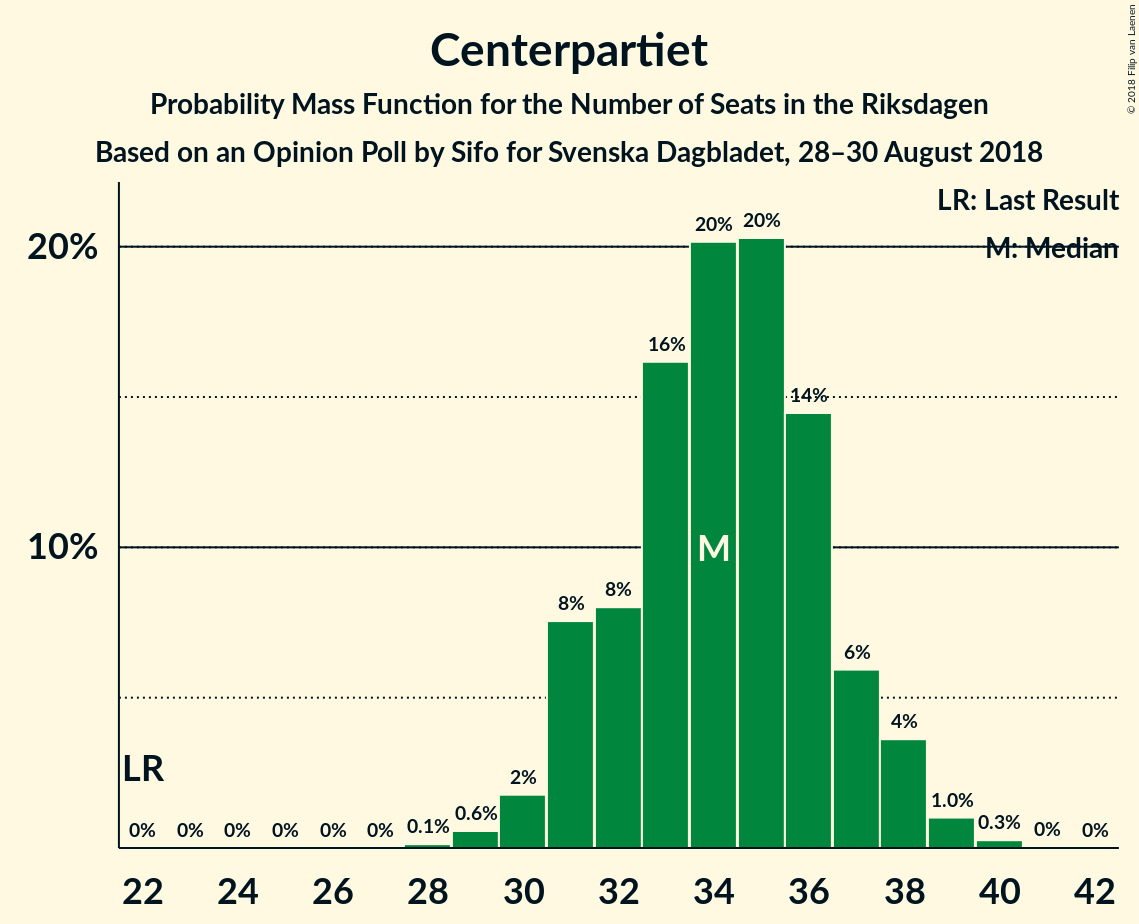 Centerpartiet
Probability Mass Function for the Number of Seats in the Riksdagen
Based on an Opinion Poll by Sifo for Svenska Dagbladet, 28–30 August 2018
© 2018 Filip van Laenen
LR: Last Result
M: Median
20%
10%
LR
M
0% 0% 0% 0% 0% 0% 0.1% 0.6% 2% 8% 8% 16% 20% 20% 14% 6% 4% 1.0% 0.3% 0% 0%
22 24 26 28 30 32 34 36 38 40 42